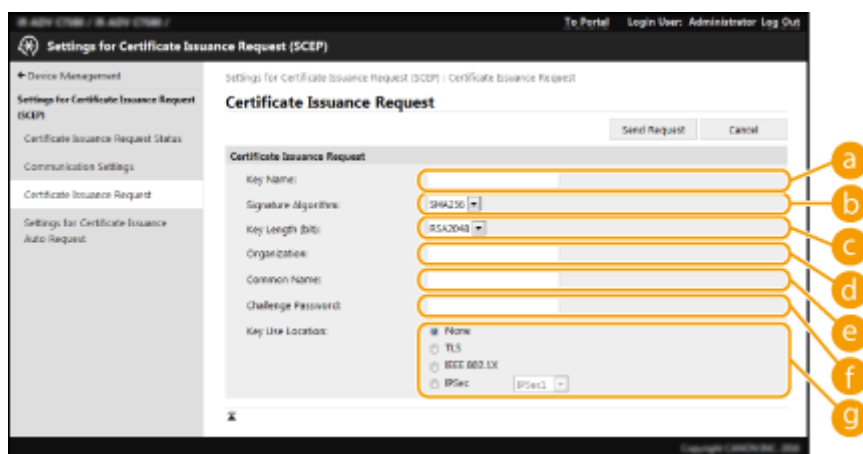 To Portal Login User: Administrator Log Out
Settings for Certificate Issuance Request (SCEP)
Device Management
Settings for Certificate Issuance Request (SCEP) : Certificate Issuance Request
Settings for Certificate Issuance Request
(SCEP)
Certificate Issuance Request
Certificate Issuance Request Status
Send Request Cancel
Communication Settings
Certificate Issuance Request
Certificate Issuance Request
Settings for Certificate Issuance
Auto Request
Key Name:
a
Signature Algorithm: SHA256
b
Key Length (bit): RSA2048
c
Organization:
d
Common Name:
e
Challenge Password:
f
Key Use Location: None
TLS
IEEE 802.1X
IPSec IPSec1
g
Copyright CANON INC.